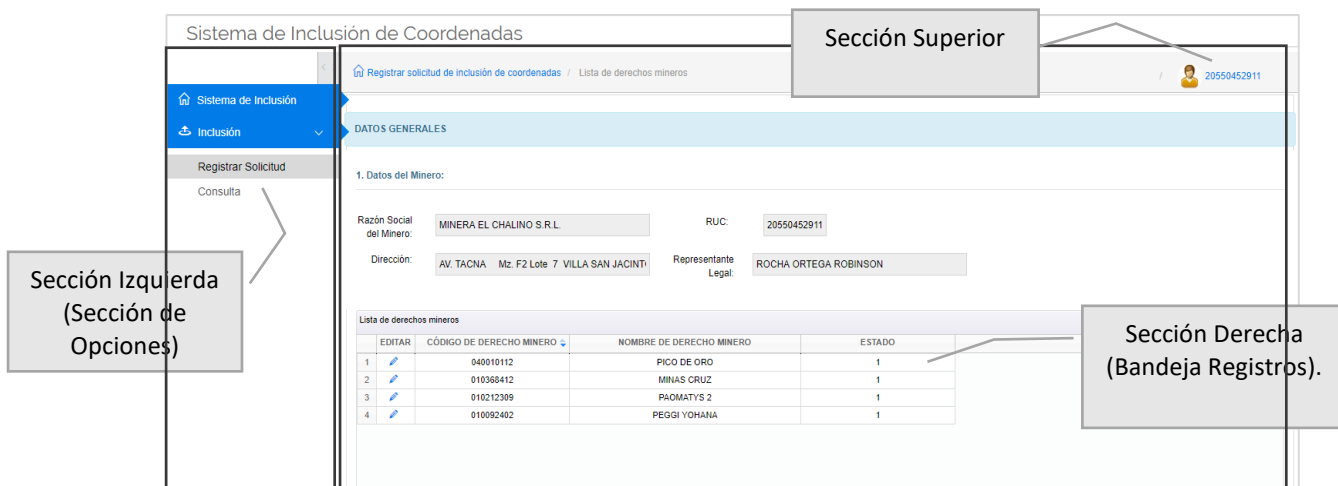 Sistema de Inclusión de Coordenadas
Sección Superior
Registrar solicitud de inclusión de coordenadas / Lista de derechos mineros
/ 20550452911
Sistema de Inclusión
Inclusión
DATOS GENERALES
Registrar Solicitud
Consulta
1. Datos del Minero:
Razón Social del Minero: MINERA EL CHALINO S.R.L. RUC: 20550452911
Dirección: AV. TACNA Mz. F2 Lote 7 VILLA SAN JACINT Representante Legal: ROCHA ORTEGA ROBINSON
Sección Izquierda
(Sección de
Opciones)
Lista de derechos mineros
EDITAR CÓDIGO DE DERECHO MINERO NOMBRE DE DERECHO MINERO ESTADO
1 040010112 PICO DE ORO 1
2 010368412 MINAS CRUZ 1
3 010212309 PAOMATYS 2 1
4 010092402 PEGGI YOHANA 1
Sección Derecha
(Bandeja Registros).